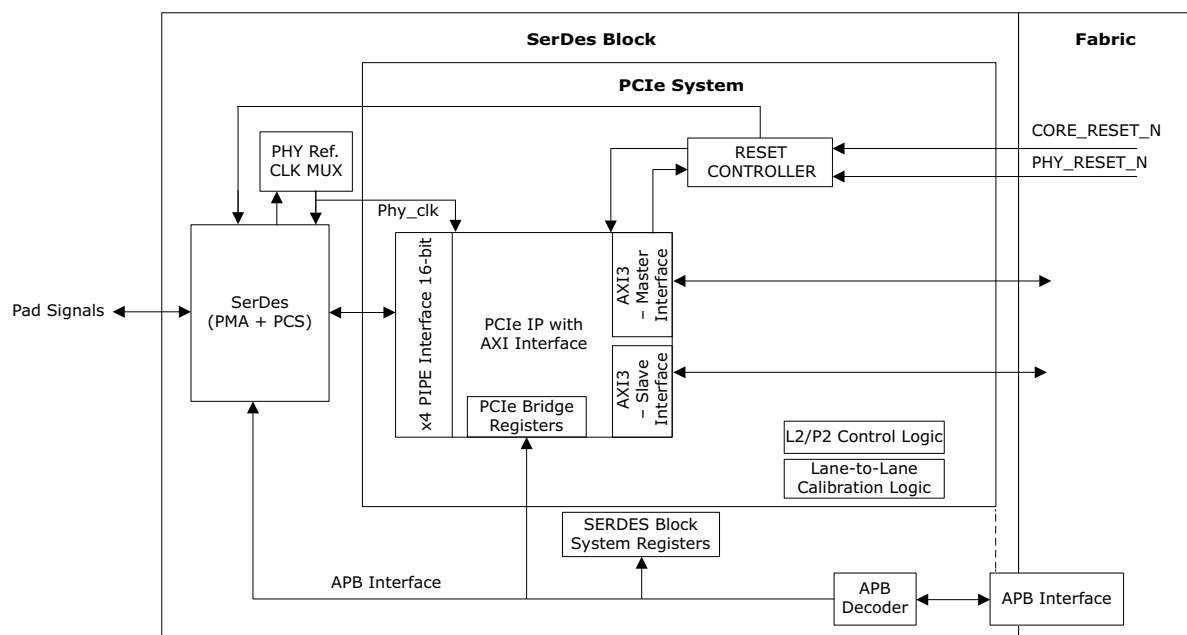 SerDes Block
Fabric
PCIe System
CORE_RESET_N
PHY Ref.
CLK MUX
RESET
CONTROLLER
PHY_RESET_N
Phy_clk
x4 PIPE Interface 16-bit
AXI3
– Master
Interface
Pad Signals
SerDes
(PMA + PCS)
PCIe IP with
AXI Interface
AXI3
– Slave
Interface
PCIe Bridge
Registers
L2/P2 Control Logic
Lane-to-Lane
Calibration Logic
SERDES Block
System Registers
APB Interface
APB
Decoder
APB Interface